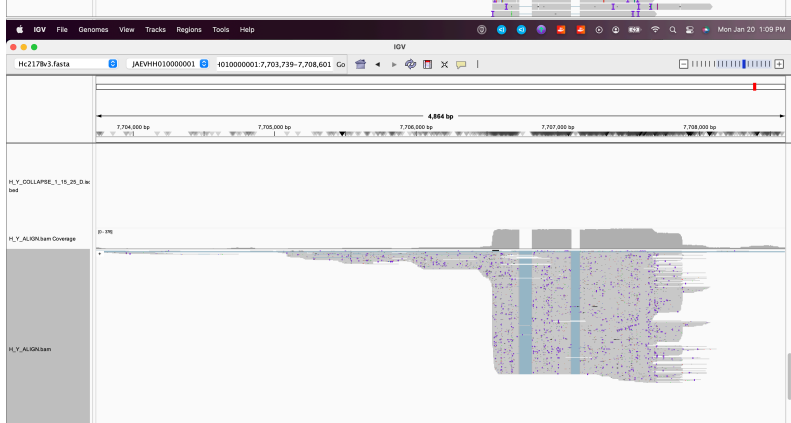 IGV File Genomes View Tracks Regions Tools Help Mon Jan 20 1:09 PM
IGV
Hc2178v3.fasta JAEVHH010000001 H010000001:7,703,739-7,708,601 Go
4,864 bp
7,704,000 bp 7,705,000 bp 7,706,000 bp 7,707,000 bp 7,708,000 bp
H_Y_COLLAPSE_1_15_25_D.iso
bed
[0 - 376]
H_Y_ALIGN.bam Coverage
H_Y_ALIGN.bam